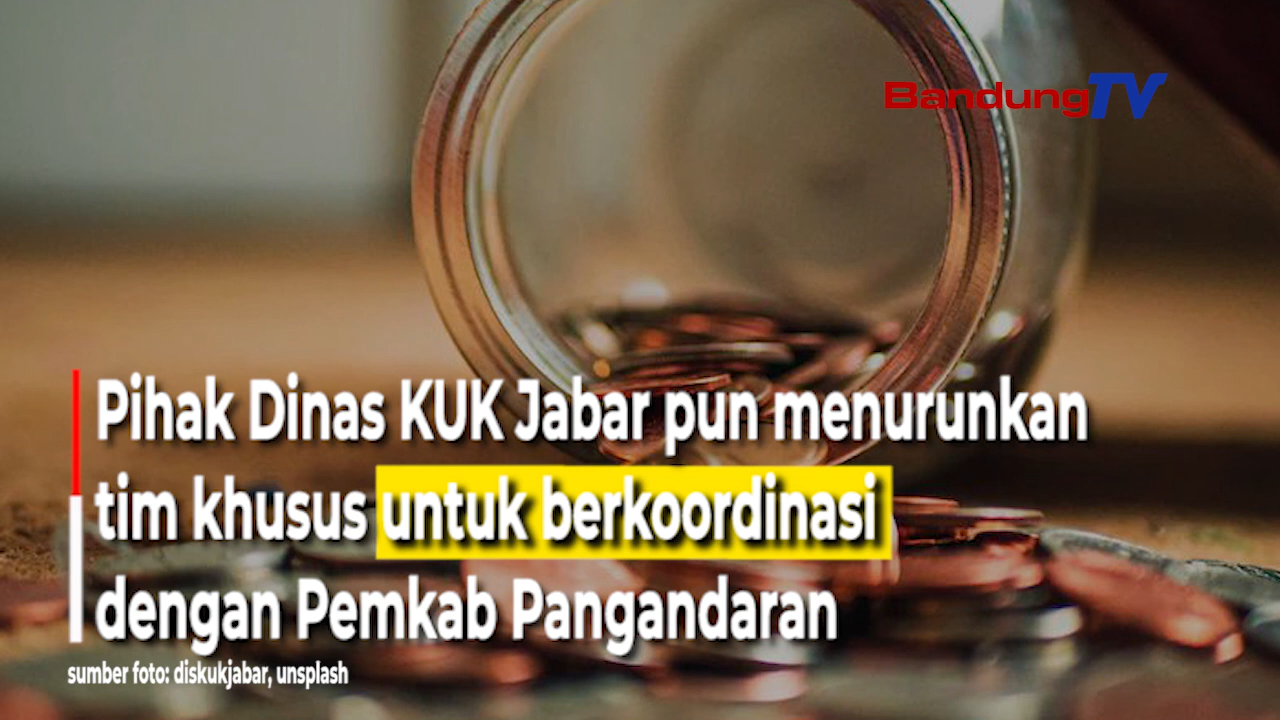 BandungTV
Pihak Dinas KUK Jabar pun menurunkan
tim khusus untuk berkoordinasi
dengan Pemkab Pangandaran
sumber foto: diskukjabar, unsplash